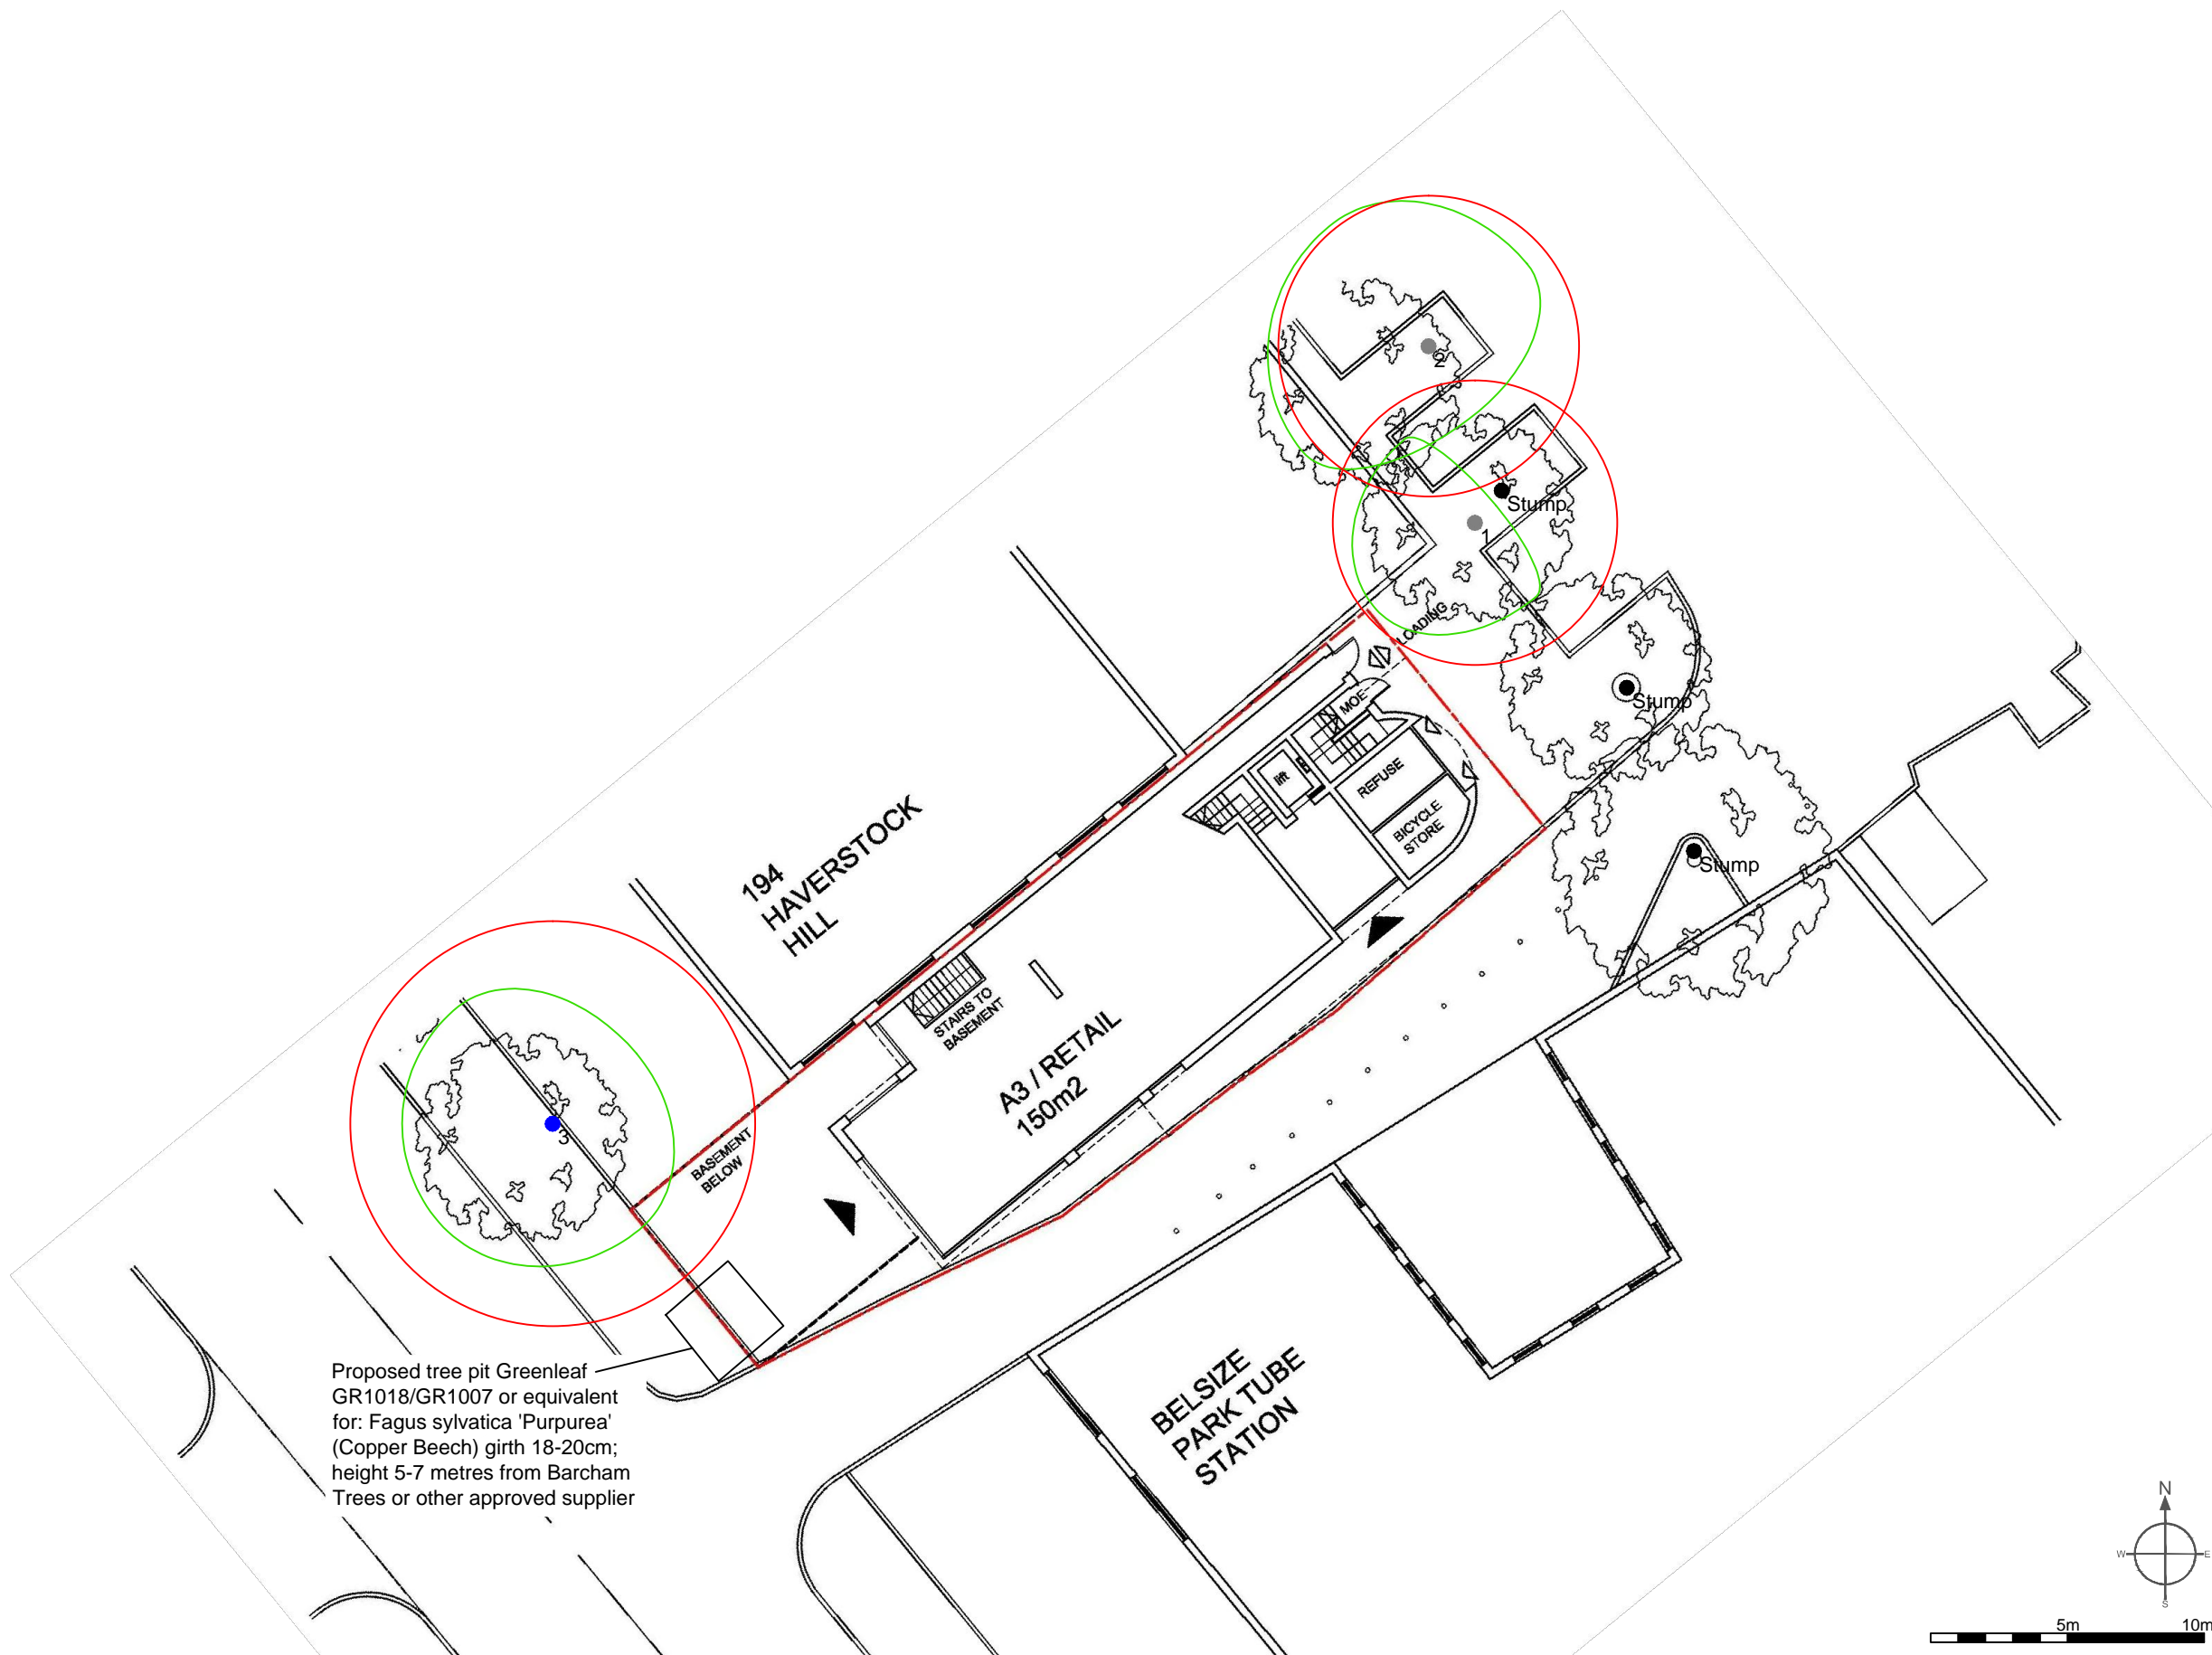 2
Stump
1
LOADING
Stump
MOE
lift
REFUSE
BICYCLE
STORE
Stump
194
HAVERSTOCK
HILL
STAIRS TO
BASEMENT
A3 / RETAIL
150m2
3
BASEMENT
BELOW
Proposed tree pit Greenleaf
GR1018/GR1007 or equivalent
for: Fagus sylvatica 'Purpurea'
(Copper Beech) girth 18-20cm;
height 5-7 metres from Barcham
Trees or other approved supplier
BELSIZE
PARK TUBE
STATION
N
W
E
S
5m
10m